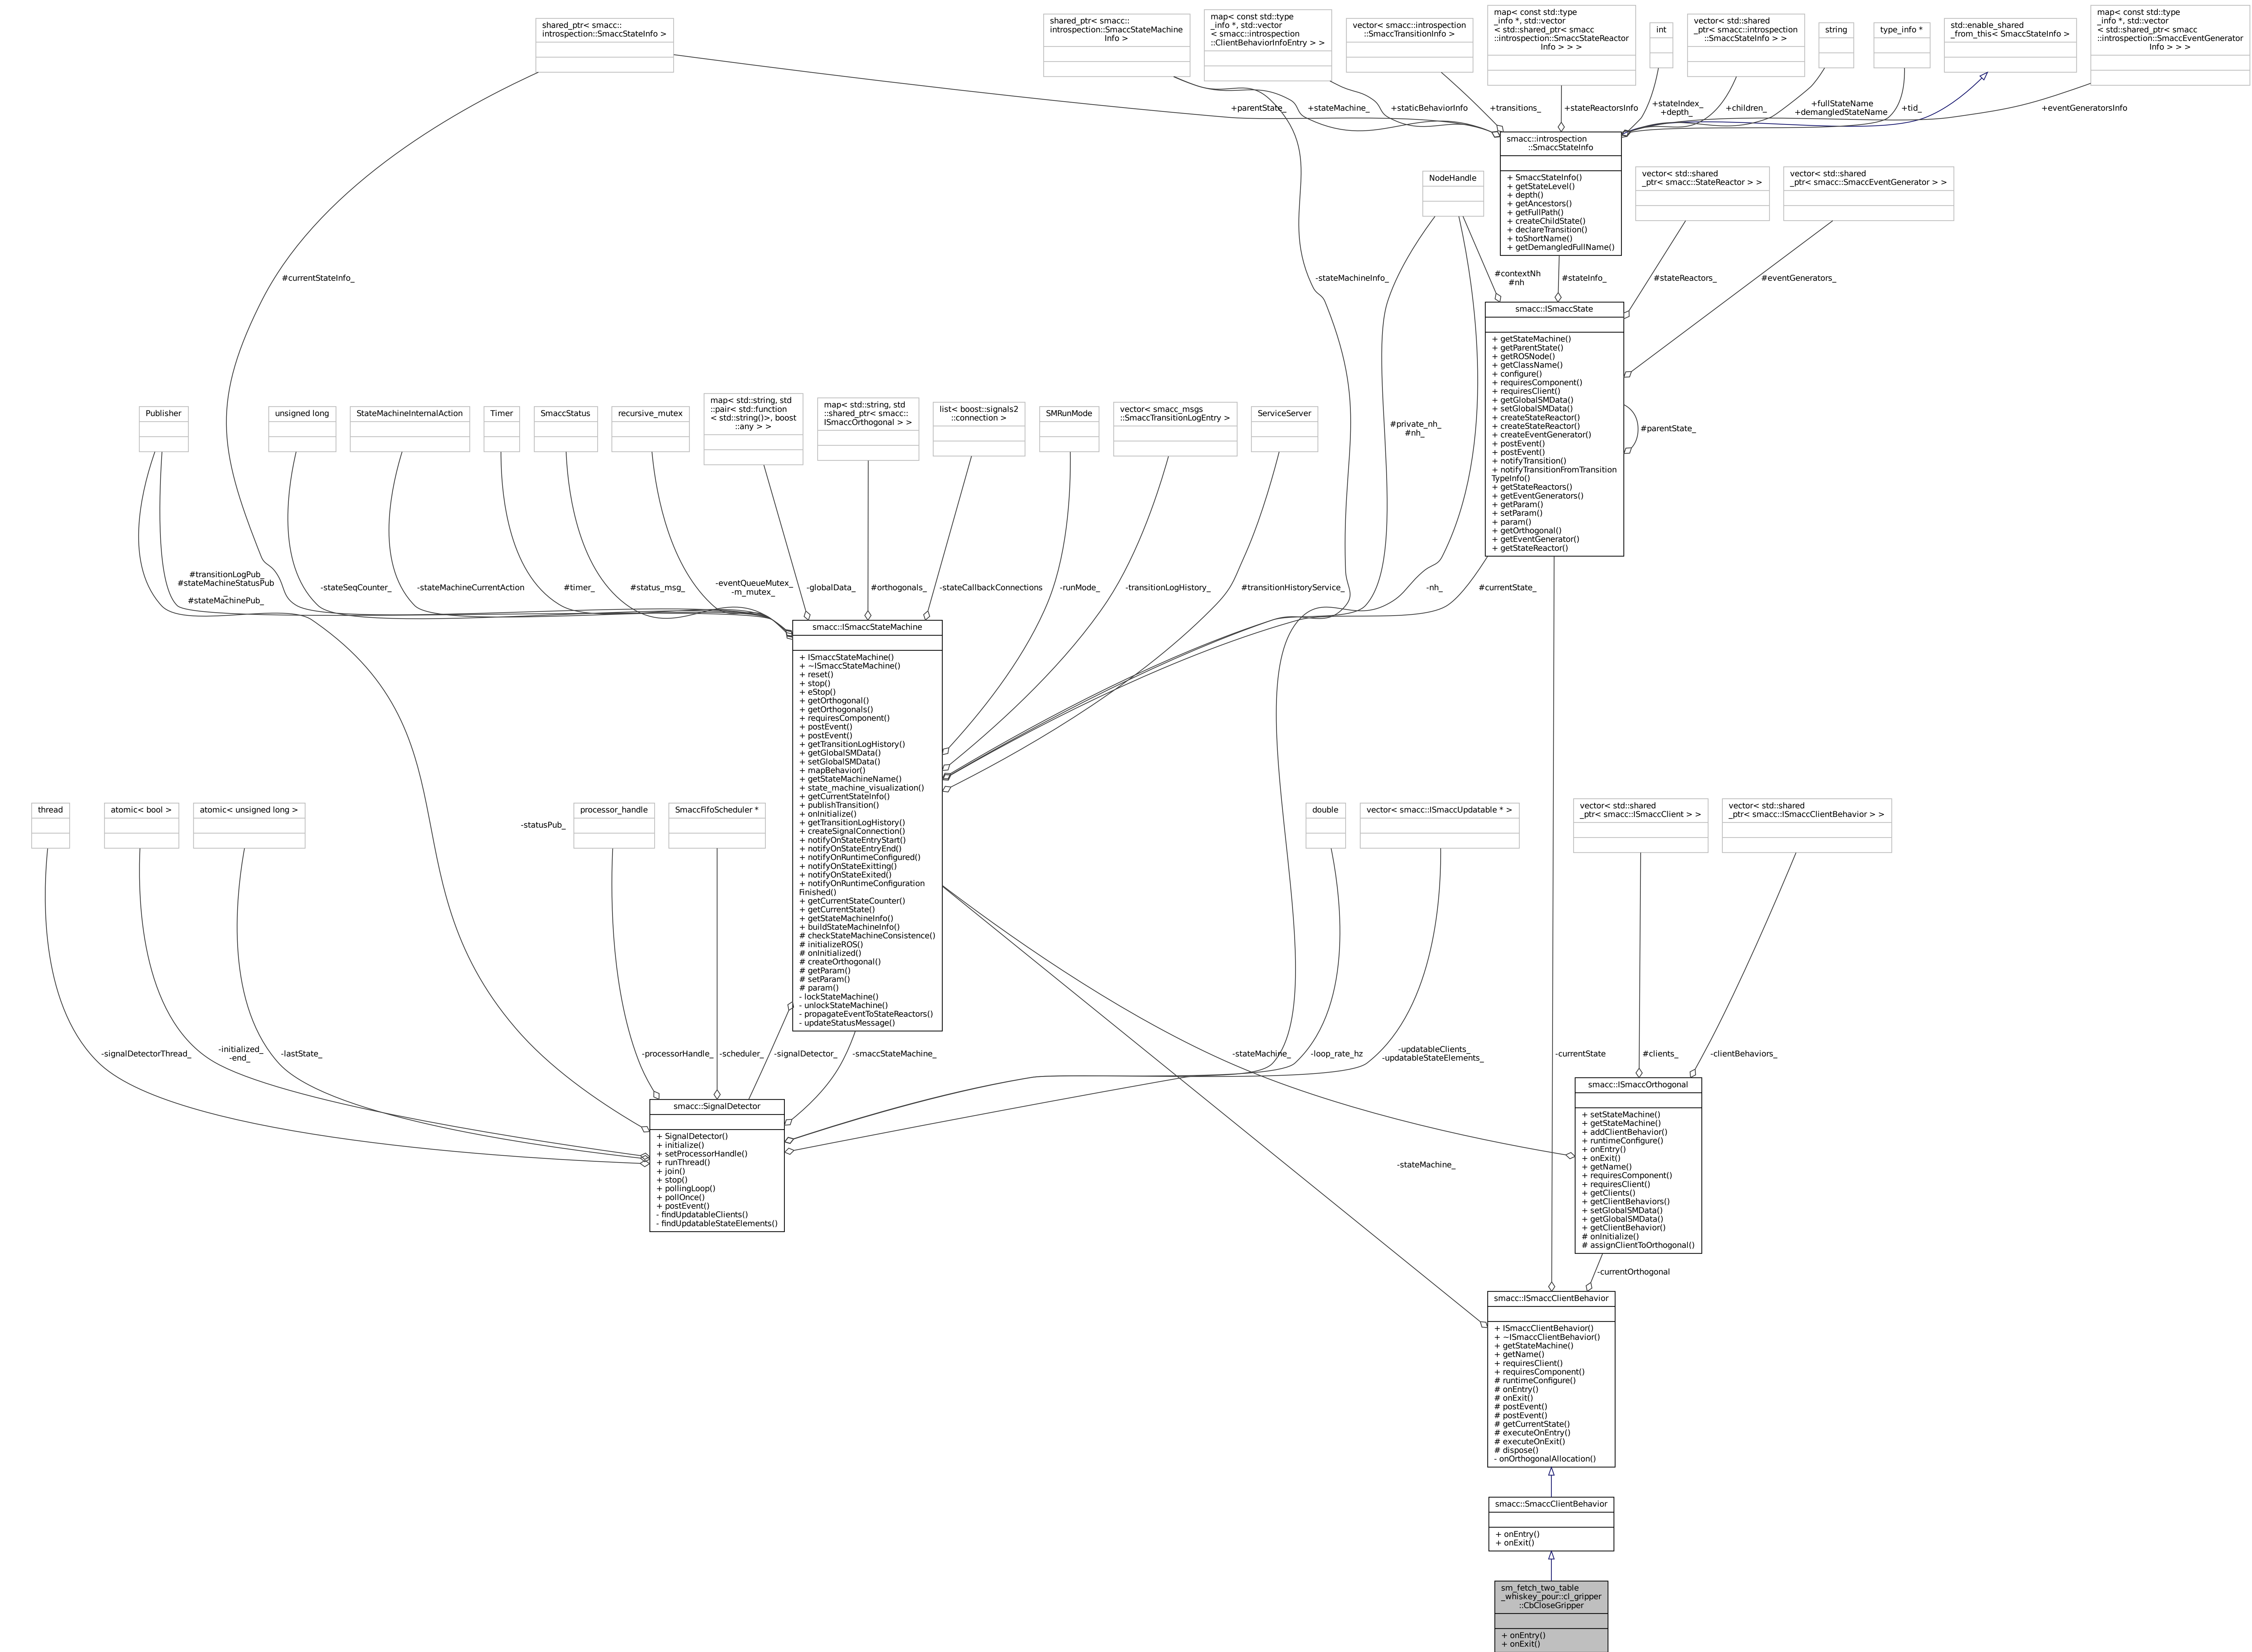 shared_ptr< smacc::
introspection::SmaccStateInfo >
shared_ptr< smacc::
introspection::SmaccStateMachine
Info >
map< const std::type
_info *, std::vector
< smacc::introspection
::ClientBehaviorInfoEntry > >
vector< smacc::introspection
::SmaccTransitionInfo >
map< const std::type
_info *, std::vector
< std::shared_ptr< smacc
::introspection::SmaccStateReactor
Info > > >
int
vector< std::shared
_ptr< smacc::introspection
::SmaccStateInfo > >
string
type_info *
std::enable_shared
_from_this< SmaccStateInfo >
map< const std::type
_info *, std::vector
< std::shared_ptr< smacc
::introspection::SmaccEventGenerator
Info > > >
+parentState_
+stateMachine_
+staticBehaviorInfo
+transitions_
+stateReactorsInfo
+stateIndex_
+depth_
+children_
+fullStateName
+demangledStateName
+tid_
+eventGeneratorsInfo
smacc::introspection
::SmaccStateInfo
+ SmaccStateInfo()
+ getStateLevel()
+ depth()
+ getAncestors()
+ getFullPath()
+ createChildState()
+ declareTransition()
+ toShortName()
+ getDemangledFullName()
NodeHandle
vector< std::shared
_ptr< smacc::StateReactor > >
vector< std::shared
_ptr< smacc::SmaccEventGenerator > >
#currentStateInfo_
-stateMachineInfo_
#contextNh
#nh
#stateInfo_
#stateReactors_
#eventGenerators_
smacc::ISmaccState
+ getStateMachine()
+ getParentState()
+ getROSNode()
+ getClassName()
+ configure()
+ requiresComponent()
+ requiresClient()
+ getGlobalSMData()
+ setGlobalSMData()
+ createStateReactor()
+ createStateReactor()
+ createEventGenerator()
+ postEvent()
+ postEvent()
+ notifyTransition()
+ notifyTransitionFromTransition
TypeInfo()
+ getStateReactors()
+ getEventGenerators()
+ getParam()
+ setParam()
+ param()
+ getOrthogonal()
+ getEventGenerator()
+ getStateReactor()
#parentState_
Publisher
unsigned long
StateMachineInternalAction
Timer
SmaccStatus
recursive_mutex
map< std::string, std
::pair< std::function
< std::string()>, boost
::any > >
map< std::string, std
::shared_ptr< smacc::
ISmaccOrthogonal > >
list< boost::signals2
::connection >
SMRunMode
vector< smacc_msgs
::SmaccTransitionLogEntry >
ServiceServer
#private_nh_
#nh_
#transitionLogPub_
#stateMachineStatusPub
_
#stateMachinePub_
-stateSeqCounter_
-stateMachineCurrentAction
#timer_
#status_msg_
-eventQueueMutex_
-m_mutex_
-globalData_
#orthogonals_
-stateCallbackConnections
-runMode_
-transitionLogHistory_
#transitionHistoryService_
-nh_
#currentState_
smacc::ISmaccStateMachine
+ ISmaccStateMachine()
+ ~ISmaccStateMachine()
+ reset()
+ stop()
+ eStop()
+ getOrthogonal()
+ getOrthogonals()
+ requiresComponent()
+ postEvent()
+ postEvent()
+ getTransitionLogHistory()
+ getGlobalSMData()
+ setGlobalSMData()
+ mapBehavior()
+ getStateMachineName()
+ state_machine_visualization()
+ getCurrentStateInfo()
+ publishTransition()
+ onInitialize()
+ getTransitionLogHistory()
+ createSignalConnection()
+ notifyOnStateEntryStart()
+ notifyOnStateEntryEnd()
+ notifyOnRuntimeConfigured()
+ notifyOnStateExitting()
+ notifyOnStateExited()
+ notifyOnRuntimeConfiguration
Finished()
+ getCurrentStateCounter()
+ getCurrentState()
+ getStateMachineInfo()
+ buildStateMachineInfo()
# checkStateMachineConsistence()
# initializeROS()
# onInitialized()
# createOrthogonal()
# getParam()
# setParam()
# param()
- lockStateMachine()
- unlockStateMachine()
- propagateEventToStateReactors()
- updateStatusMessage()
thread
atomic< bool >
atomic< unsigned long >
-statusPub_
processor_handle
SmaccFifoScheduler *
double
vector< smacc::ISmaccUpdatable * >
vector< std::shared
_ptr< smacc::ISmaccClient > >
vector< std::shared
_ptr< smacc::ISmaccClientBehavior > >
-signalDetectorThread_
-initialized_
-end_
-lastState_
-processorHandle_
-scheduler_
-signalDetector_
-smaccStateMachine_
-stateMachine_
-loop_rate_hz
-updatableClients_
-updatableStateElements_
-currentState
#clients_
-clientBehaviors_
smacc::SignalDetector
+ SignalDetector()
+ initialize()
+ setProcessorHandle()
+ runThread()
+ join()
+ stop()
+ pollingLoop()
+ pollOnce()
+ postEvent()
- findUpdatableClients()
- findUpdatableStateElements()
smacc::ISmaccOrthogonal
+ setStateMachine()
+ getStateMachine()
+ addClientBehavior()
+ runtimeConfigure()
+ onEntry()
+ onExit()
+ getName()
+ requiresComponent()
+ requiresClient()
+ getClients()
+ getClientBehaviors()
+ setGlobalSMData()
+ getGlobalSMData()
+ getClientBehavior()
# onInitialize()
# assignClientToOrthogonal()
-stateMachine_
-currentOrthogonal
smacc::ISmaccClientBehavior
+ ISmaccClientBehavior()
+ ~ISmaccClientBehavior()
+ getStateMachine()
+ getName()
+ requiresClient()
+ requiresComponent()
# runtimeConfigure()
# onEntry()
# onExit()
# postEvent()
# postEvent()
# getCurrentState()
# executeOnEntry()
# executeOnExit()
# dispose()
- onOrthogonalAllocation()
smacc::SmaccClientBehavior
+ onEntry()
+ onExit()
sm_fetch_two_table
_whiskey_pour::cl_gripper
::CbCloseGripper
+ onEntry()
+ onExit()